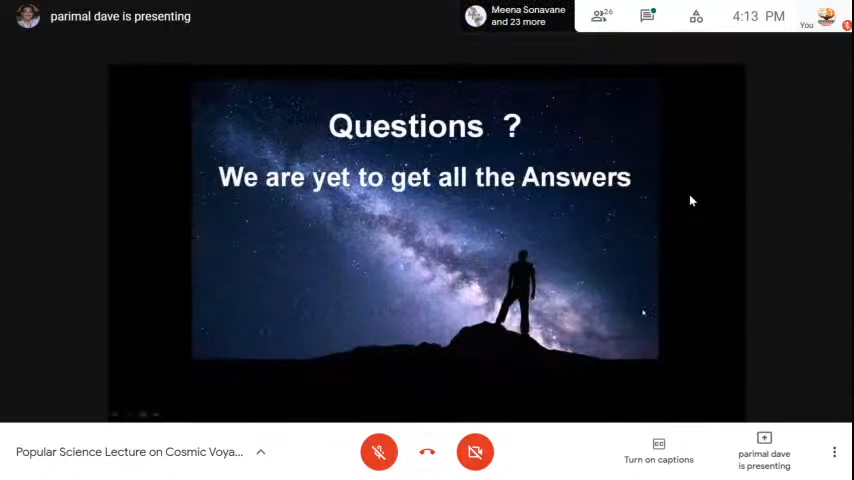 parimal dave is presenting
Meena Sonavane
and 23 more
26
4:13 PM
You
Questions ?
We are yet to get all the Answers
Popular Science Lecture on Cosmic Voya...
CC
Turn on captions
parimal dave
is presenting